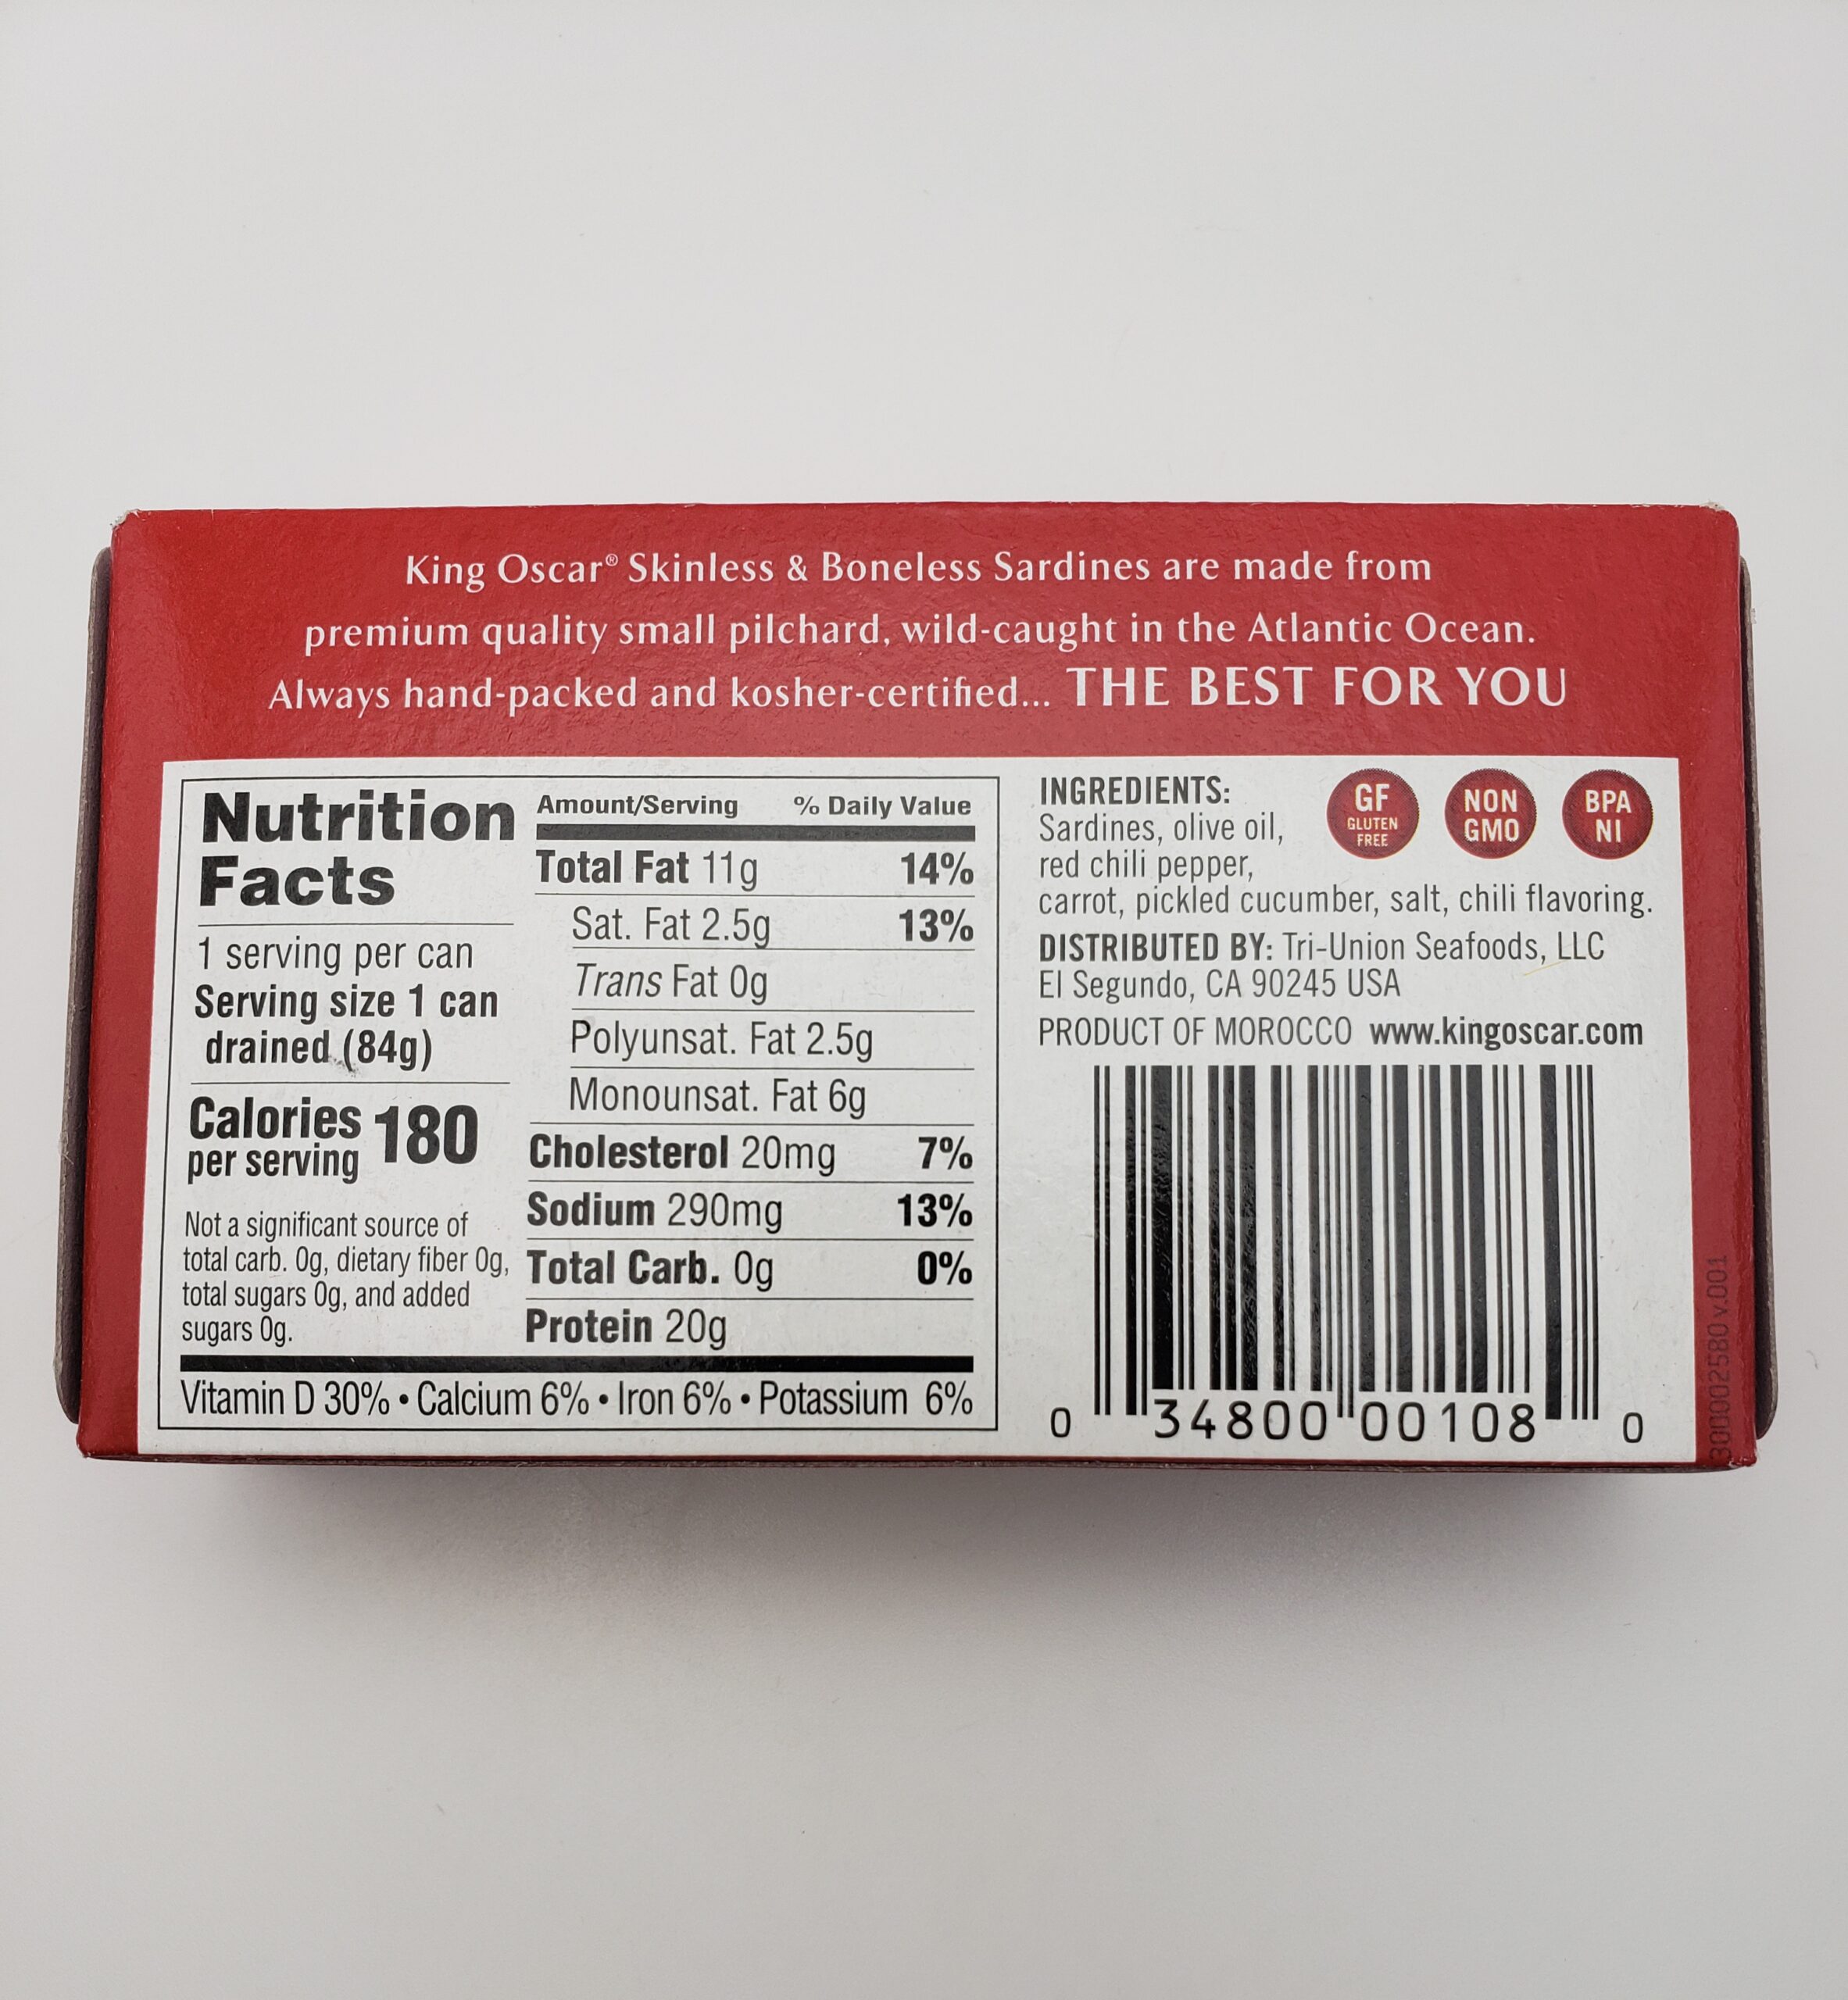 King Oscar® Skinless & Boneless Sardines are made from
premium quality small pilchard, wild-caught in the Atlantic Ocean.
Always hand-packed and kosher-certified... THE BEST FOR YOU
Nutrition
Facts
1 serving per can
Serving size 1 can
drained (84g)
Calories
per serving
180
Not a significant source of
total carb. 0g, dietary fiber 0g,
total sugars 0g, and added
sugars 0g.
Amount/Serving % Daily Value
Total Fat 11g 14%
Sat. Fat 2.5g 13%
Trans Fat 0g
Polyunsat. Fat 2.5g
Monounsat. Fat 6g
Cholesterol 20mg 7%
Sodium 290mg 13%
Total Carb. 0g 0%
Protein 20g
Vitamin D 30% • Calcium 6% • Iron 6% • Potassium 6%
INGREDIENTS:
Sardines, olive oil,
red chili pepper,
carrot, pickled cucumber, salt, chili flavoring.
GF
GLUTEN
FREE
NON
GMO
BPA
NI
DISTRIBUTED BY: Tri-Union Seafoods, LLC
El Segundo, CA 90245 USA
PRODUCT OF MOROCCO www.kingoscar.com
0 34800 00108 0
3000002580 v.001